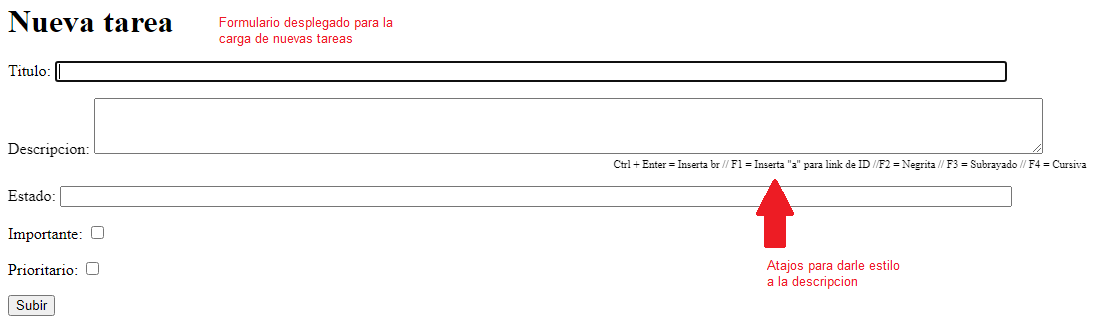 Nueva tarea
Formulario desplegado para la
carga de nuevas tareas
Titulo:
Descripcion:
Ctrl + Enter = Inserta br // F1 = Inserta "a" para link de ID //F2 = Negrita // F3 = Subrayado // F4 = Cursiva
Estado:
Importante:
Atajos para darle estilo
a la descripcion
Prioritario:
Subir